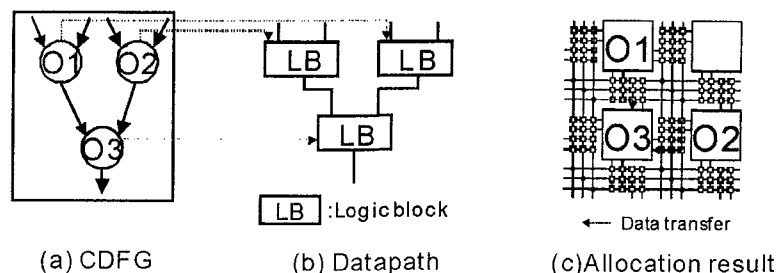 O1
O2
O3
LB
LB
LB
LB :Logic block
O1
O3
O2
Data transfer
(a) CDFG
(b) Datapath
(c)Allocation result